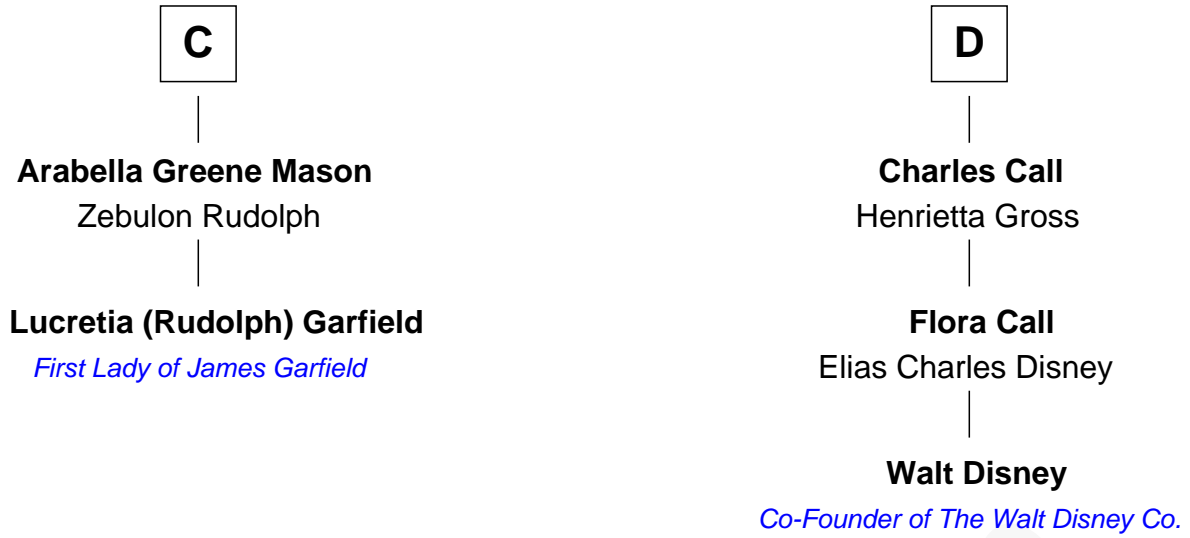 C
Arabella Greene Mason
Zebulon Rudolph
Lucretia (Rudolph) Garfield
First Lady of James Garfield
D
Charles Call
Henrietta Gross
Flora Call
Elias Charles Disney
Walt Disney
Co-Founder of The Walt Disney Co.